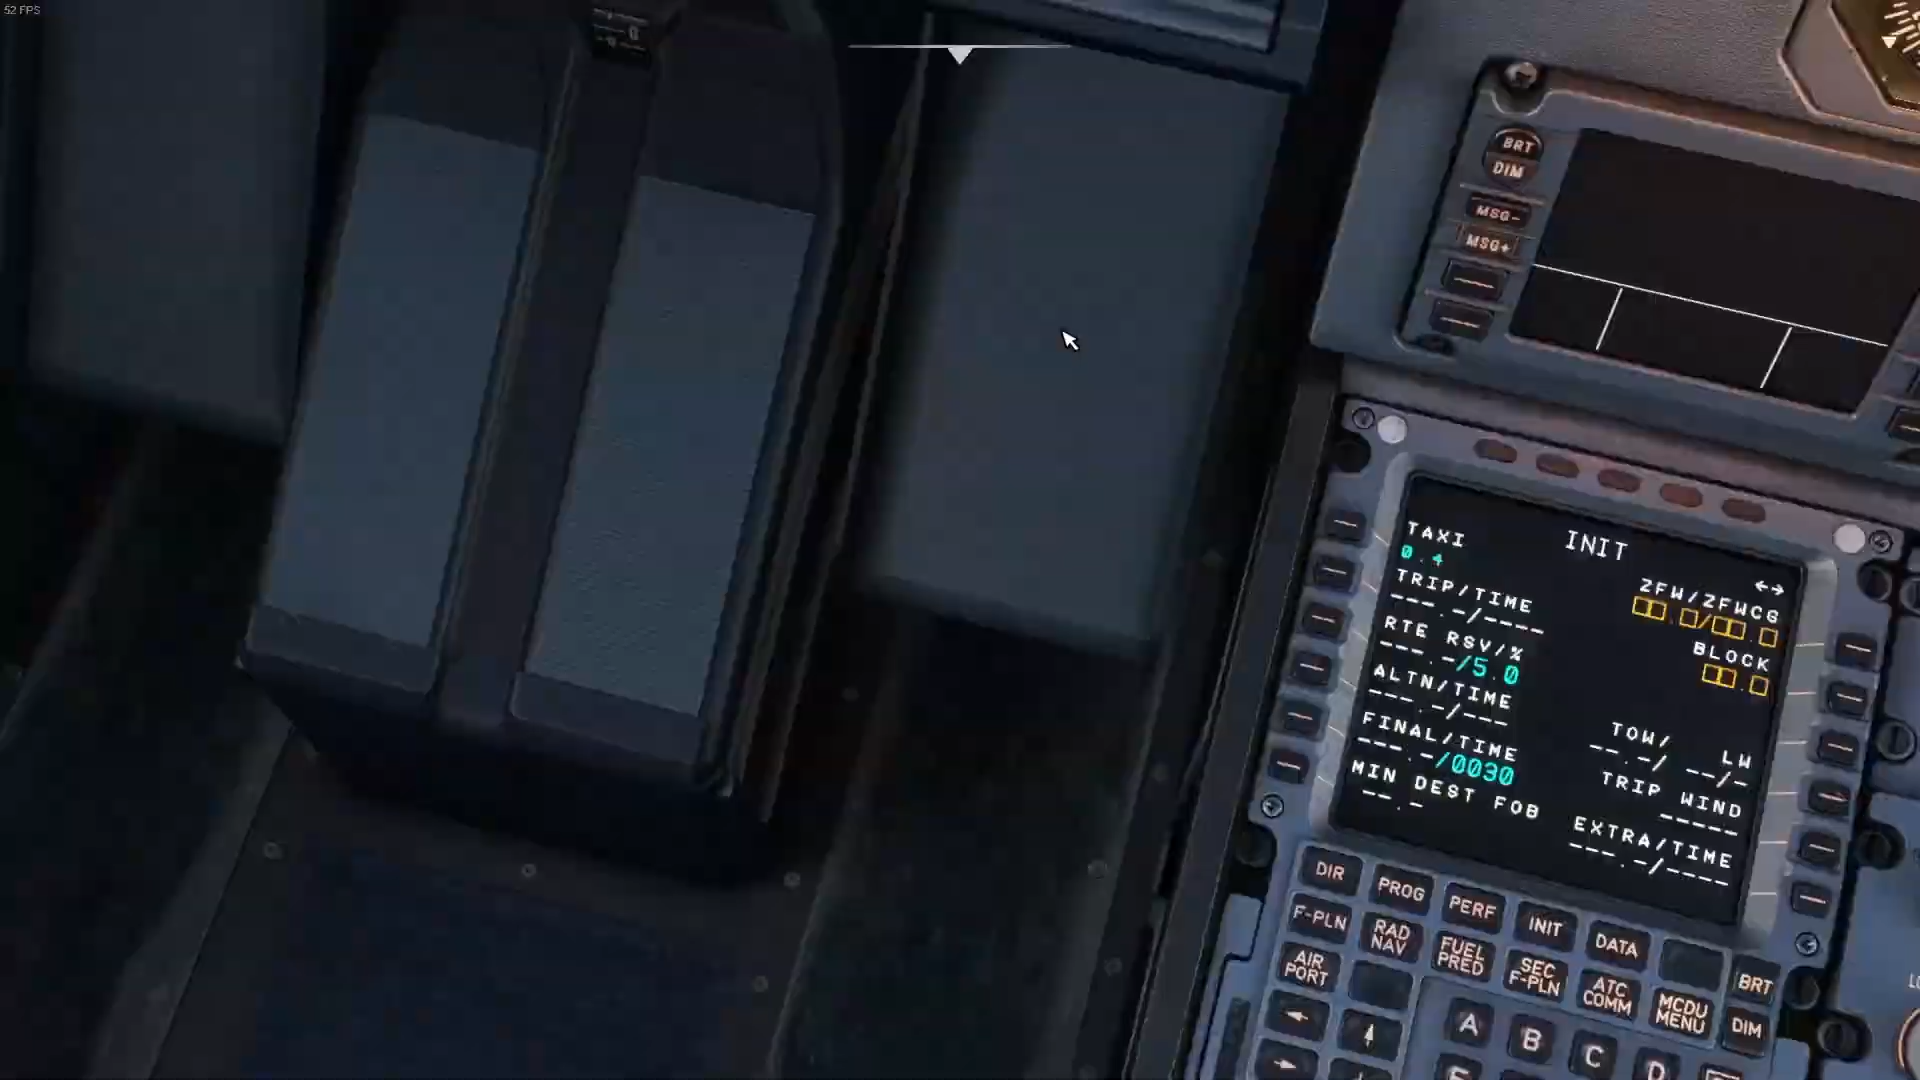 52 FPS
BRT
DIM
MSG-
MSG+
INIT
TAXI
0.4
TRIP/TIME
---.-/----
RTE RSV/%
---.-/5.0
ALTN/TIME
---.-/---
FINAL/TIME
---.-/0030
MIN DEST FOB
--.-
↔
ZFW/ZFWCG
□□.□/□□.□
BLOCK
□□.□
TOW/ LW
--.-/ --/-
TRIP WIND
-----
EXTRA/TIME
---.-/----
DIR PROG PERF INIT DATA BRT
F-PLN RAD NAV FUEL PRED SEC F-PLN ATC COMM MCDU MENU DIM
AIR PORT
← ↑
→
A B C D